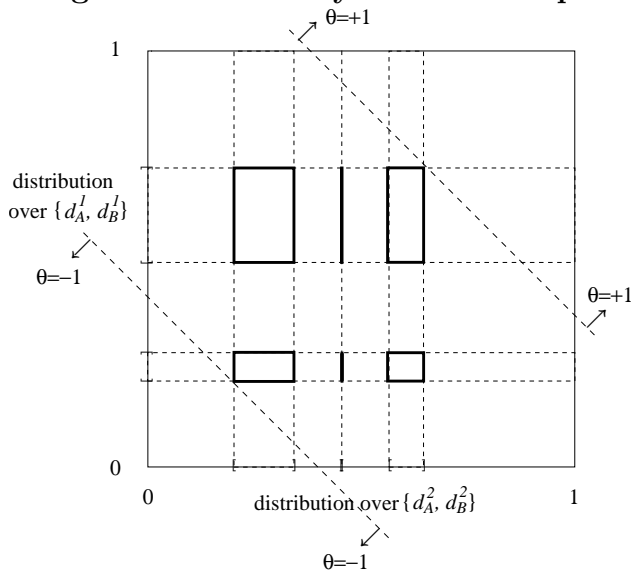 θ=+1
1
distribution
over {d_A^1, d_B^1}
θ=−1
θ=+1
0
0
distribution over {d_A^2, d_B^2}
1
θ=−1